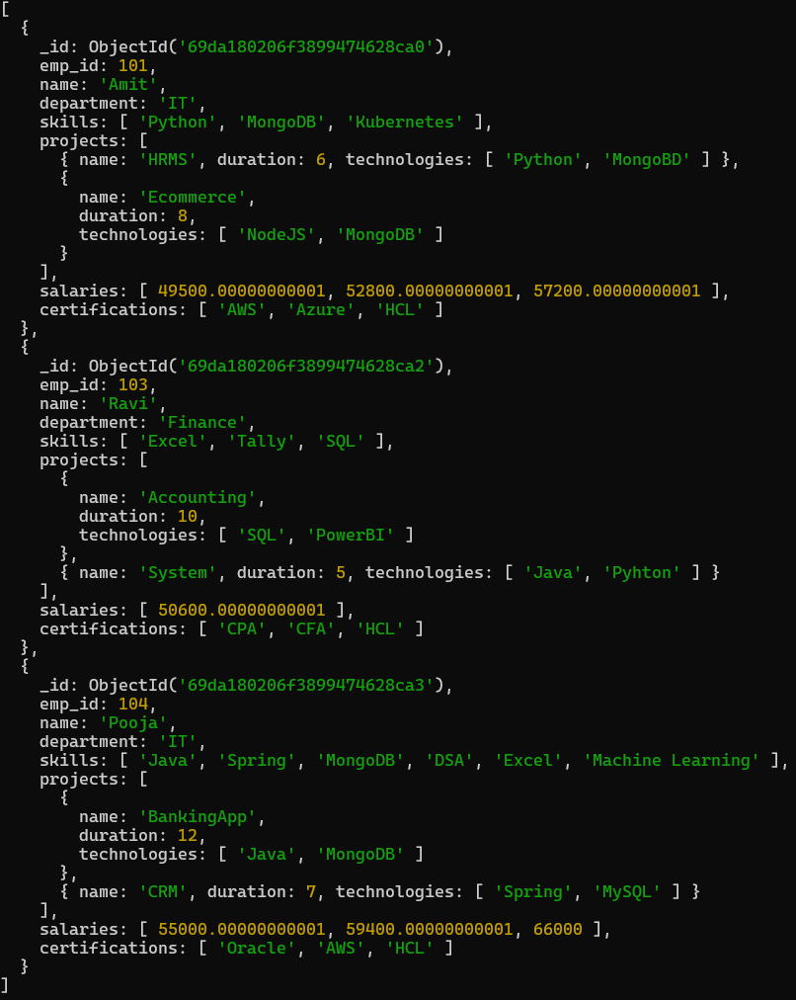 [
  {
    _id: ObjectId('69da180206f3899474628ca0'),
    emp_id: 101,
    name: 'Amit',
    department: 'IT',
    skills: [ 'Python', 'MongoDB', 'Kubernetes' ],
    projects: [
      { name: 'HRMS', duration: 6, technologies: [ 'Python', 'MongoBD' ] },
      {
        name: 'Ecommerce',
        duration: 8,
        technologies: [ 'NodeJS', 'MongoDB' ]
      }
    ],
    salaries: [ 49500.00000000001, 52800.00000000001, 57200.00000000001 ],
    certifications: [ 'AWS', 'Azure', 'HCL' ]
  },
  {
    _id: ObjectId('69da180206f3899474628ca2'),
    emp_id: 103,
    name: 'Ravi',
    department: 'Finance',
    skills: [ 'Excel', 'Tally', 'SQL' ],
    projects: [
      {
        name: 'Accounting',
        duration: 10,
        technologies: [ 'SQL', 'PowerBI' ]
      },
      { name: 'System', duration: 5, technologies: [ 'Java', 'Pyhton' ] }
    ],
    salaries: [ 50600.00000000001 ],
    certifications: [ 'CPA', 'CFA', 'HCL' ]
  },
  {
    _id: ObjectId('69da180206f3899474628ca3'),
    emp_id: 104,
    name: 'Pooja',
    department: 'IT',
    skills: [ 'Java', 'Spring', 'MongoDB', 'DSA', 'Excel', 'Machine Learning' ],
    projects: [
      {
        name: 'BankingApp',
        duration: 12,
        technologies: [ 'Java', 'MongoDB' ]
      },
      { name: 'CRM', duration: 7, technologies: [ 'Spring', 'MySQL' ] }
    ],
    salaries: [ 55000.00000000001, 59400.00000000001, 66000 ],
    certifications: [ 'Oracle', 'AWS', 'HCL' ]
  }
]